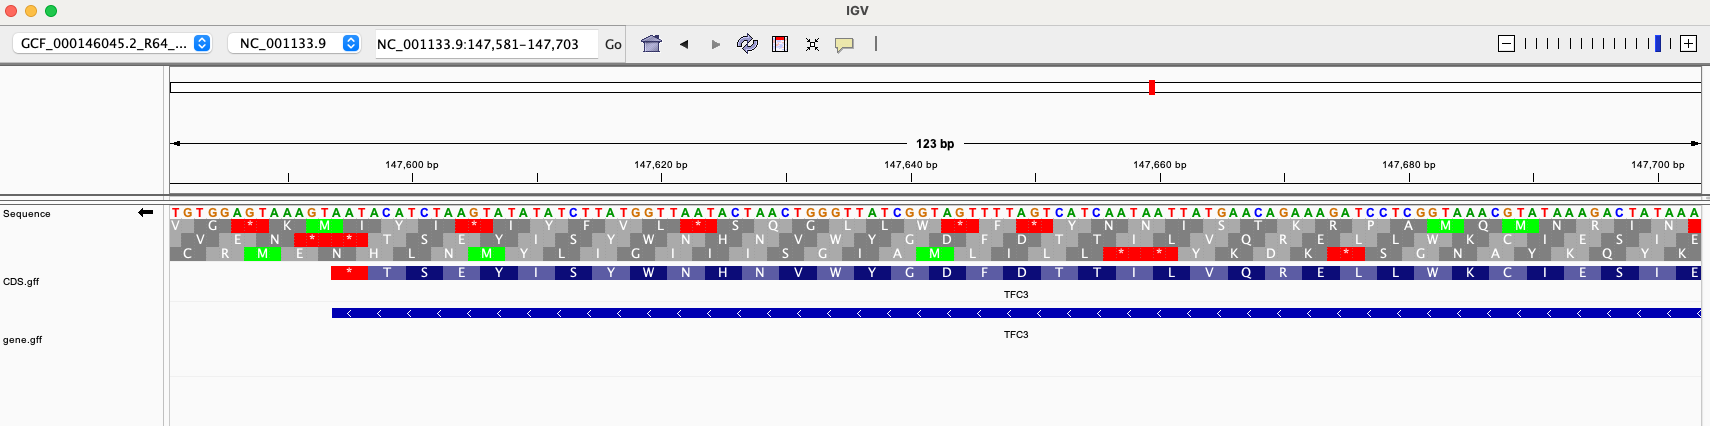 IGV
GCF_000146045.2_R64_...
NC_001133.9
NC_001133.9:147,581-147,703
Go
123 bp
147,600 bp 147,620 bp 147,640 bp 147,660 bp 147,680 bp 147,700 bp
Sequence
TGTGGAGTAAAGTAATACATCTAAGTATATATCTTATGGTTAATACTAACTGGGTTATCGGTAGTTTTAGTCATCAATAATTATGAACAGAAAGATCCTCGGTAAACGTATAAAGACTATAAA
V G * K M I Y I * I Y F V L * S Q G L L W * F * Y N N I S T K R P A M Q M N R I N
V E N * * T S E Y I S Y W N H N V W Y G D F D T T I L V Q R E L L W K C I E S I E
C R M E N H L N M Y L I G I I I S G I A M L I L L * * Y K D K * S G N A Y K Q Y K
CDS.gff
* T S E Y I S Y W N H N V W Y G D F D T T I L V Q R E L L W K C I E S I E
TFC3
gene.gff
TFC3